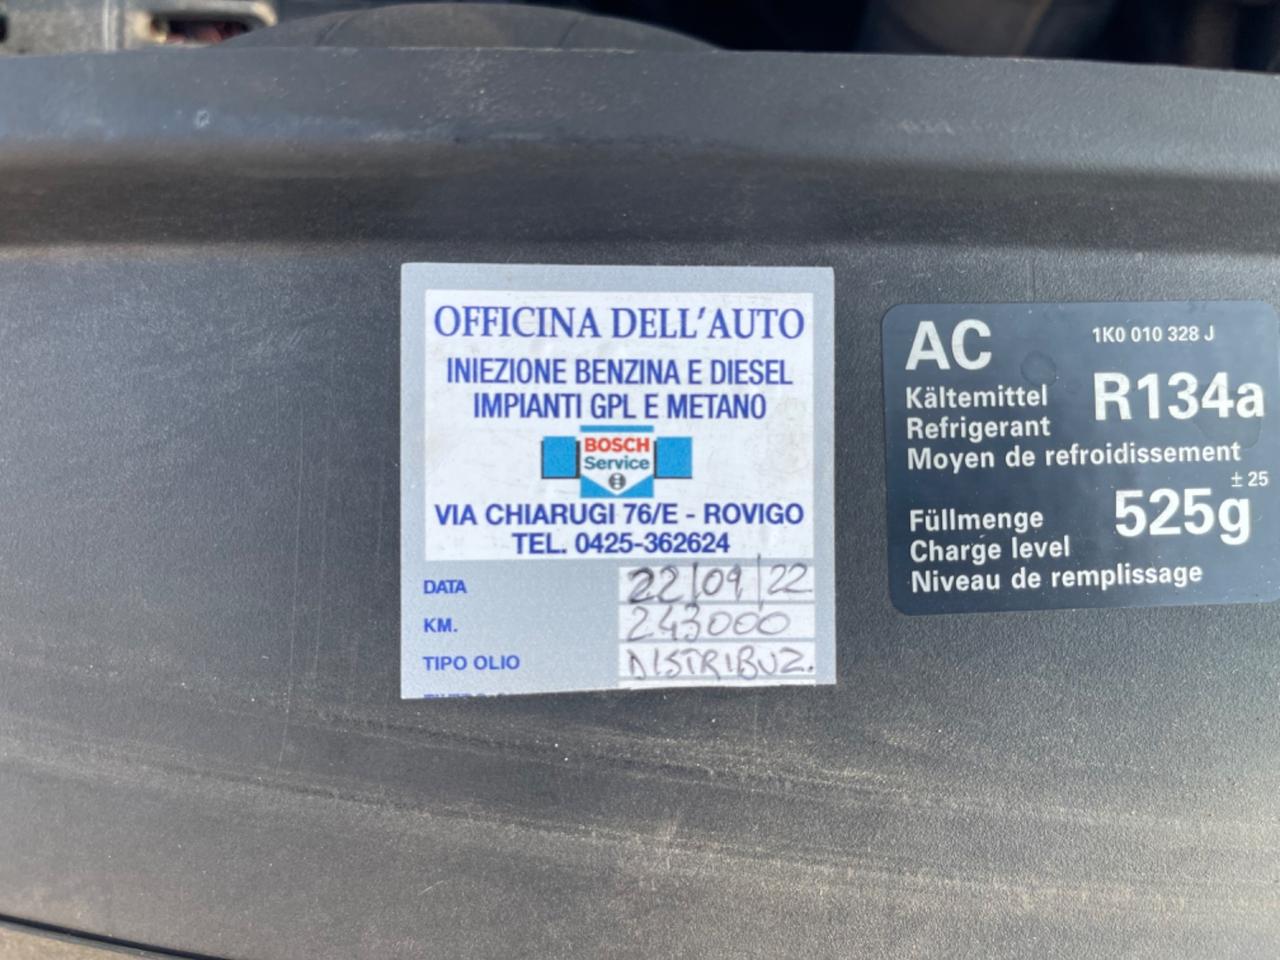 OFFICINA DELL'AUTO
INIEZIONE BENZINA E DIESEL
IMPIANTI GPL E METANO
BOSCH
Service
VIA CHIARUGI 76/E - ROVIGO
TEL. 0425-362624
DATA 22/09/22
KM. 243000
TIPO OLIO DISTRIBUZ.
AC 1K0 010 328 J
Kältemittel R134a
Refrigerant
Moyen de refroidissement
± 25
Füllmenge 525g
Charge level
Niveau de remplissage